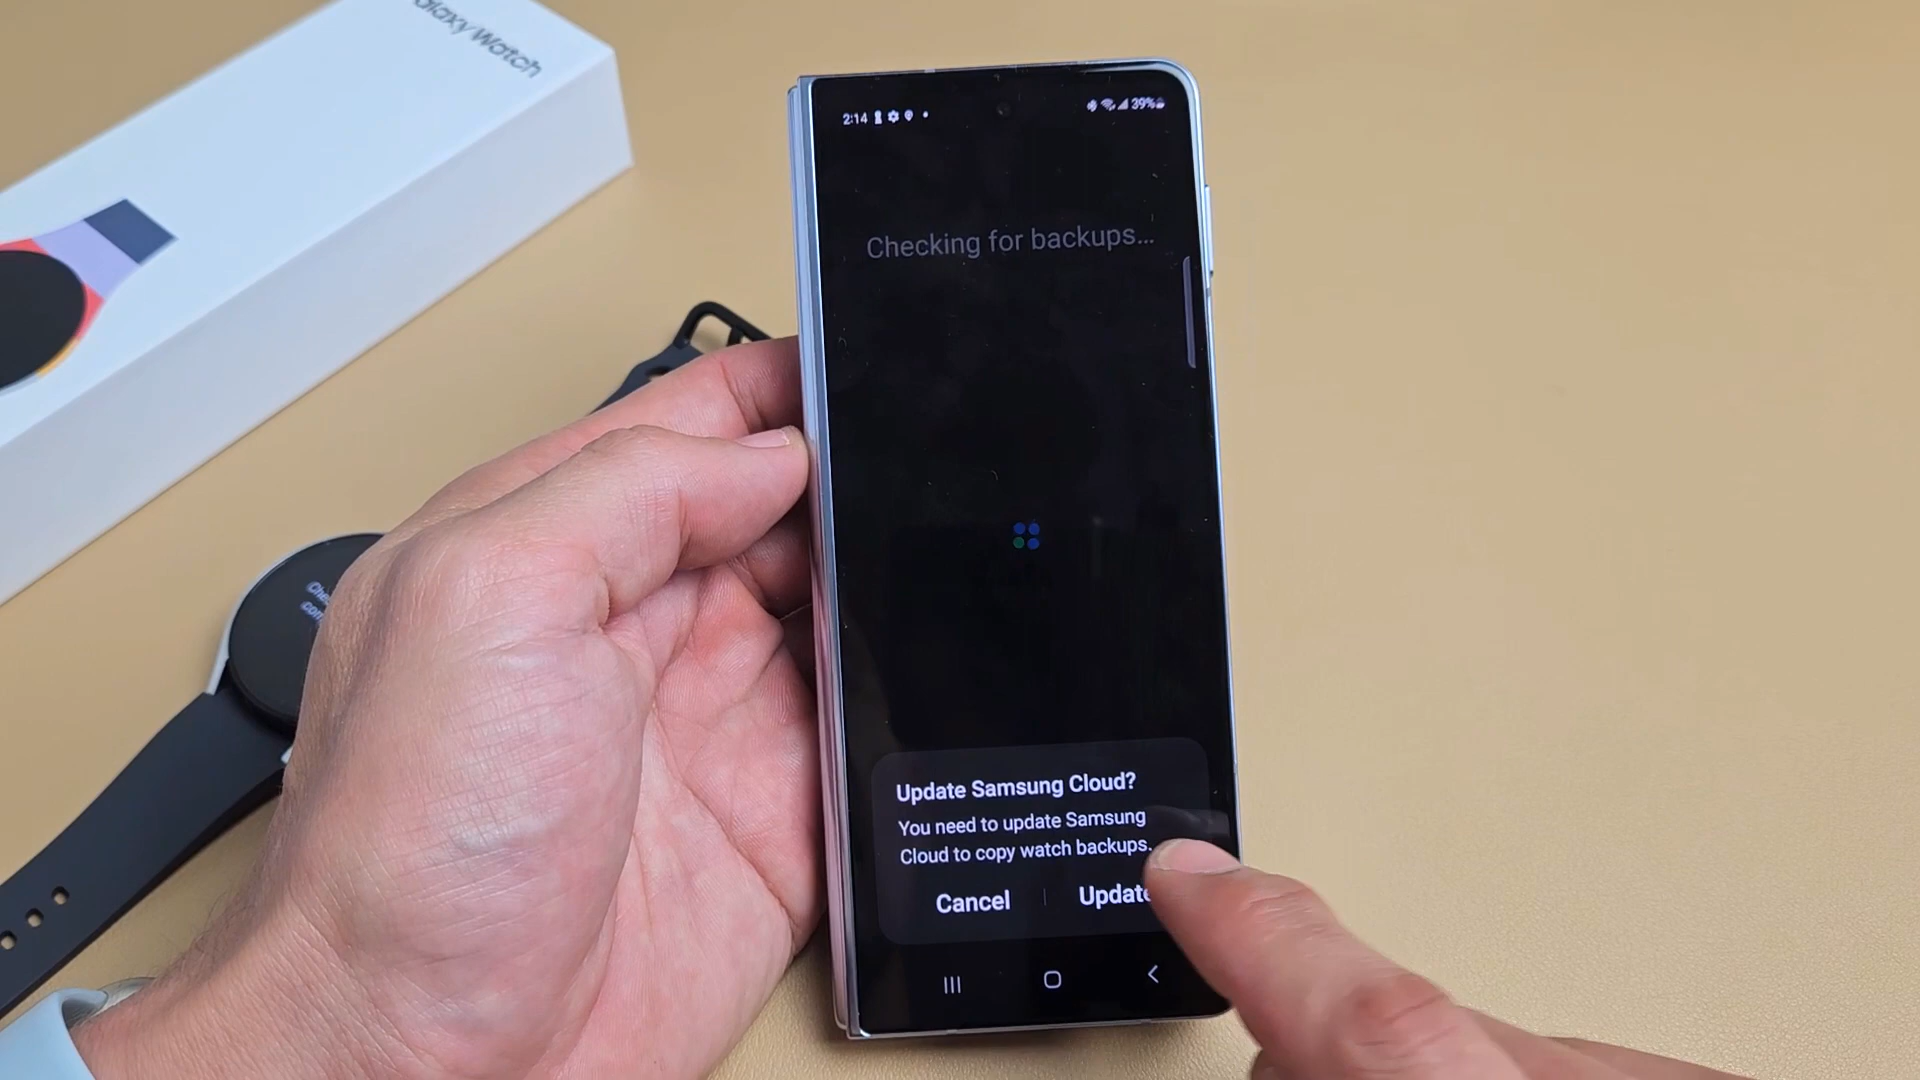 Galaxy Watch
2:14
39%
Checking for backups...
Update Samsung Cloud?
You need to update Samsung
Cloud to copy watch backups.
Cancel
Update